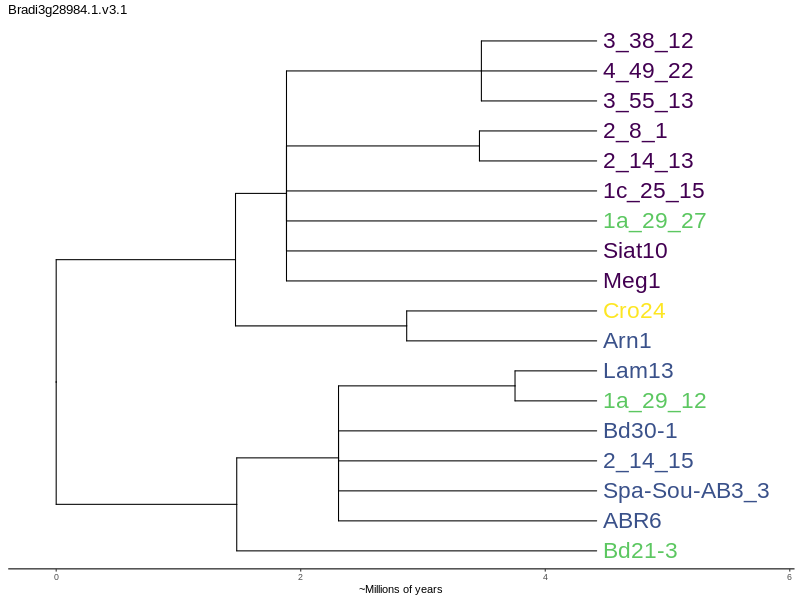 Bradi3g28984.1.v3.1
3_38_12
4_49_22
3_55_13
2_8_1
2_14_13
1c_25_15
1a_29_27
Siat10
Meg1
Cro24
Arn1
Lam13
1a_29_12
Bd30-1
2_14_15
Spa-Sou-AB3_3
ABR6
Bd21-3
0 2 4 6
~Millions of years